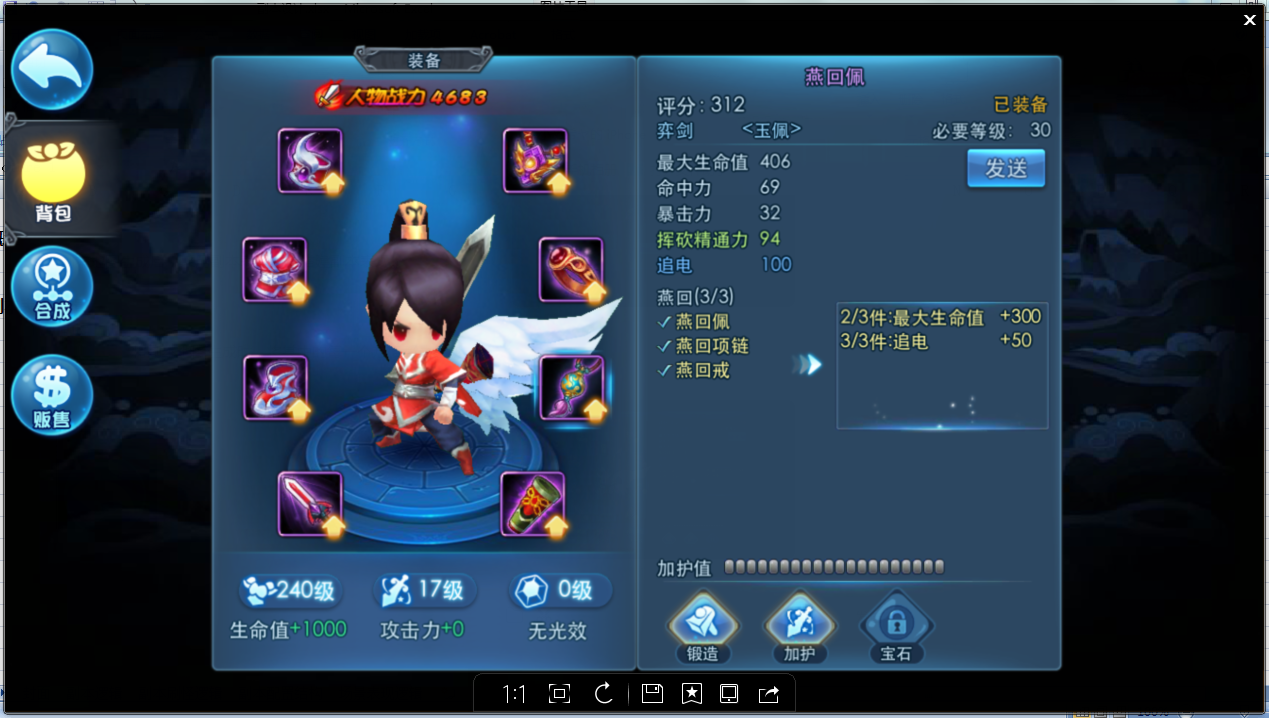 装备
人物战力 4683
背包
合成
贩售
240级
17级
0级
生命值+1000
攻击力+0
无光效
燕回佩
评分: 312
已装备
弈剑 <玉佩>
必要等级: 30
发送
最大生命值 406
命中力 69
暴击力 32
挥砍精通力 94
追电 100
燕回(3/3)
燕回佩
燕回项链
燕回戒
2/3件:最大生命值 +300
3/3件:追电 +50
加护值
锻造
加护
宝石
1:1